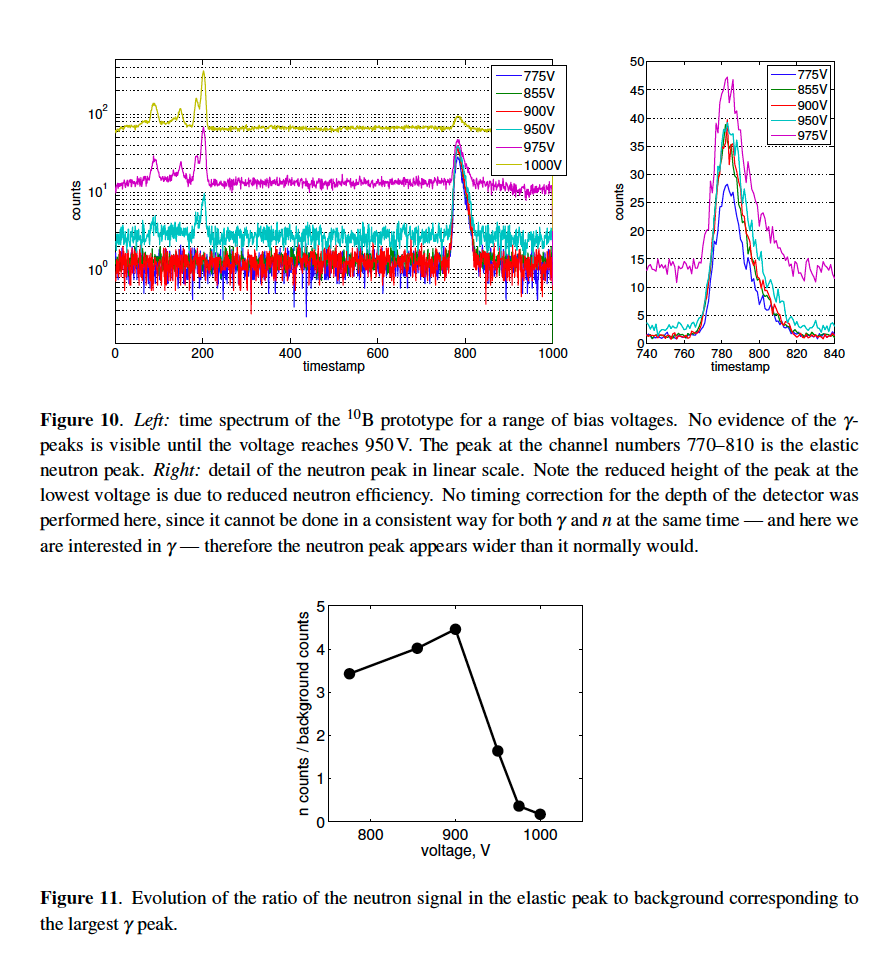 10²
10¹
10⁰
counts
0
200
400
600
800
1000
timestamp
775V
855V
900V
950V
975V
1000V
50
45
40
35
30
25
20
15
10
5
0
counts
740
760
780
800
820
840
timestamp
775V
855V
900V
950V
975V
Figure 10. Left: time spectrum of the ¹⁰B prototype for a range of bias voltages. No evidence of the γ-
peaks is visible until the voltage reaches 950 V. The peak at the channel numbers 770–810 is the elastic
neutron peak. Right: detail of the neutron peak in linear scale. Note the reduced height of the peak at the
lowest voltage is due to reduced neutron efficiency. No timing correction for the depth of the detector was
performed here, since it cannot be done in a consistent way for both γ and n at the same time — and here we
are interested in γ — therefore the neutron peak appears wider than it normally would.
5
4
3
2
1
0
n counts / background counts
800
900
1000
voltage, V
Figure 11. Evolution of the ratio of the neutron signal in the elastic peak to background corresponding to
the largest γ peak.